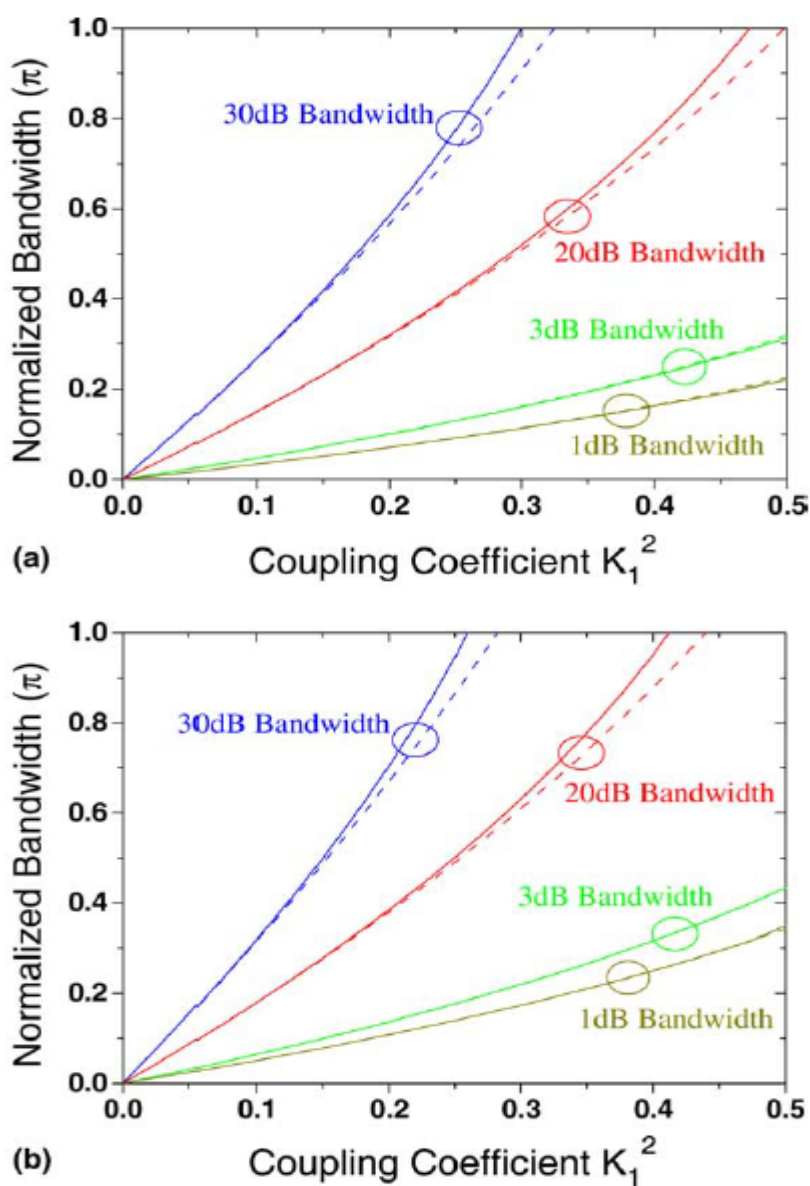 1.0
0.8
0.6
0.4
0.2
0.0
Normalized Bandwidth (π)
30dB Bandwidth
20dB Bandwidth
3dB Bandwidth
1dB Bandwidth
0.0 0.1 0.2 0.3 0.4 0.5
(a) Coupling Coefficient K₁²
1.0
0.8
0.6
0.4
0.2
0.0
Normalized Bandwidth (π)
30dB Bandwidth
20dB Bandwidth
3dB Bandwidth
1dB Bandwidth
0.0 0.1 0.2 0.3 0.4 0.5
(b) Coupling Coefficient K₁²